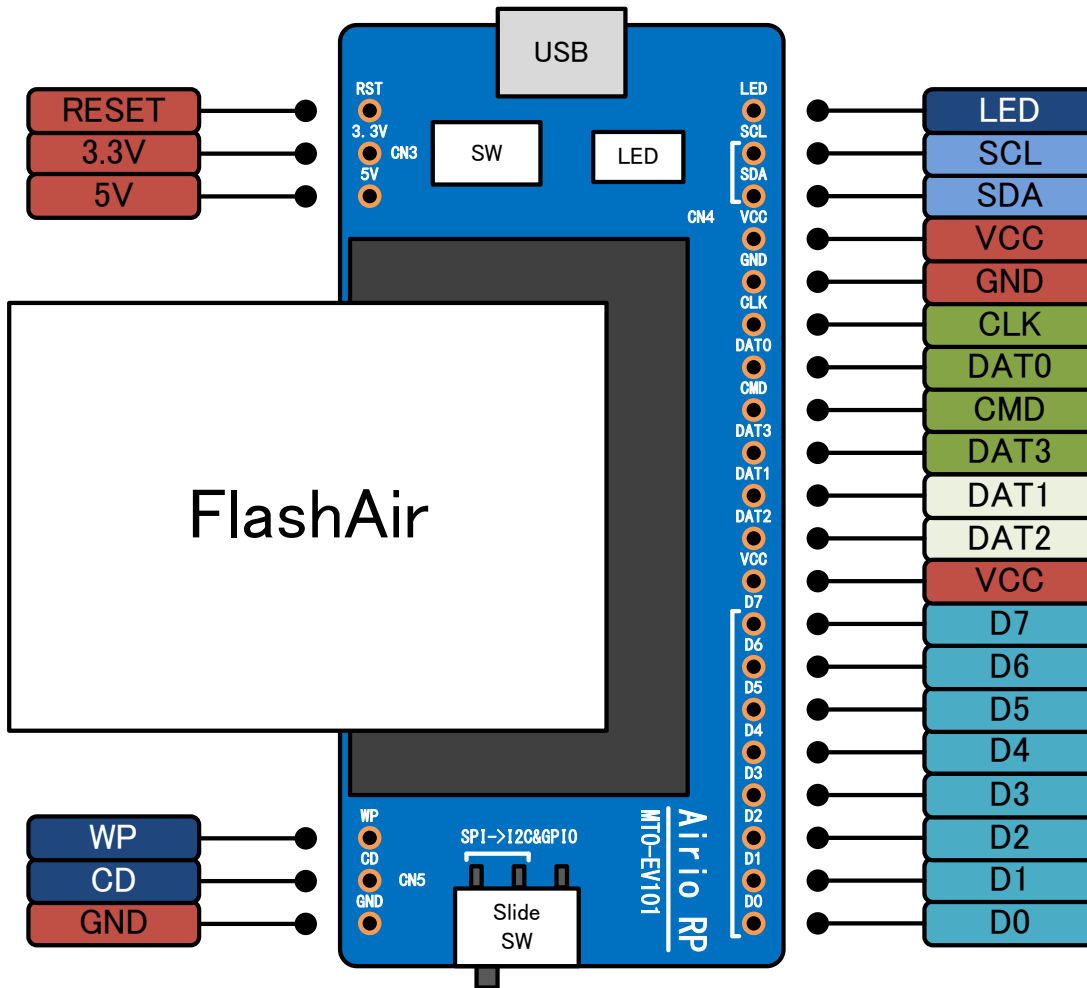 USB
RESET
3.3V
5V
RST
3.3V
CN3
5V
SW
LED
LED
SCL
SDA
CN4
VCC
GND
CLK
DAT0
CMD
DAT3
DAT1
DAT2
VCC
D7
D6
D5
D4
D3
D2
D1
D0
LED
SCL
SDA
VCC
GND
CLK
DAT0
CMD
DAT3
DAT1
DAT2
VCC
D7
D6
D5
D4
D3
D2
D1
D0
FlashAir
WP
CD
GND
WP
CD
CN5
GND
SPI->I2C&GPIO
Slide
SW
Airio RP
MTO-EV101